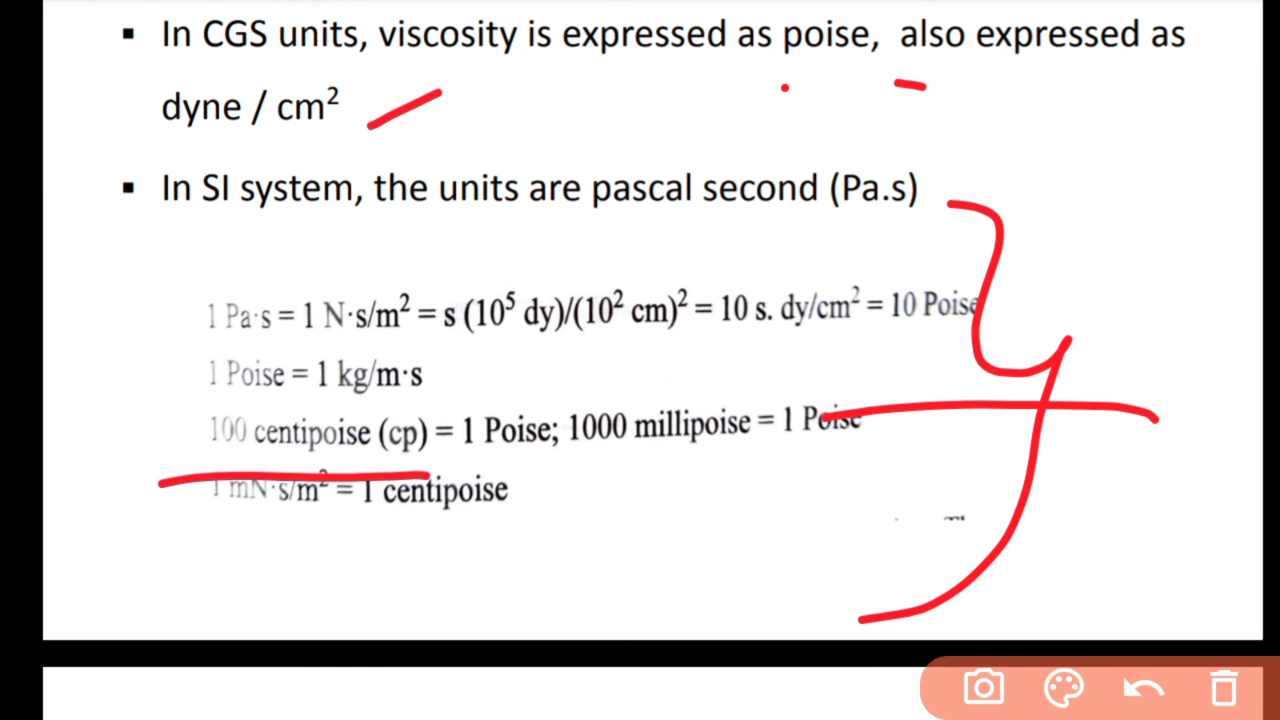 ▪ In CGS units, viscosity is expressed as poise, also expressed as
dyne / cm²
▪ In SI system, the units are pascal second (Pa.s)
1 Pa·s = 1 N·s/m² = s (10⁵ dy)/(10² cm)² = 10 s. dy/cm² = 10 Poise
1 Poise = 1 kg/m·s
100 centipoise (cp) = 1 Poise; 1000 millipoise = 1 Poise
1 mN·s/m² = 1 centipoise